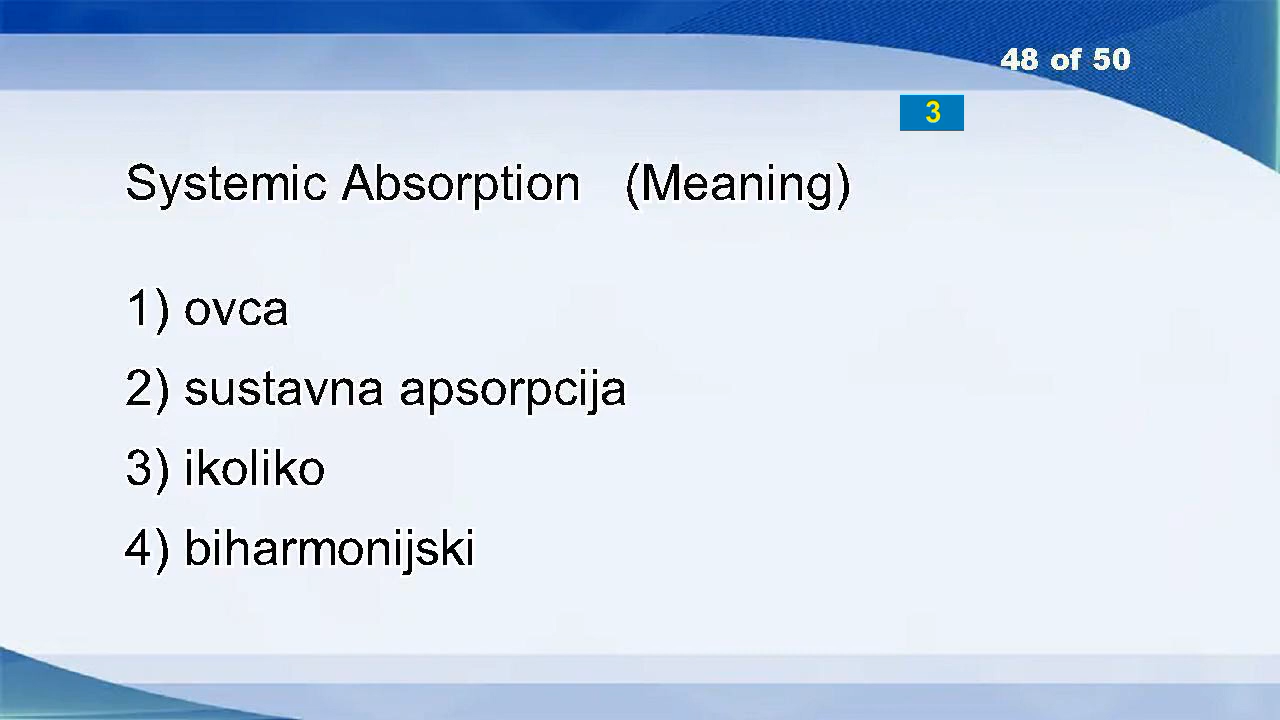 48 of 50
3
Systemic Absorption (Meaning)
1) ovca
2) sustavna apsorpcija
3) ikoliko
4) biharmonijski